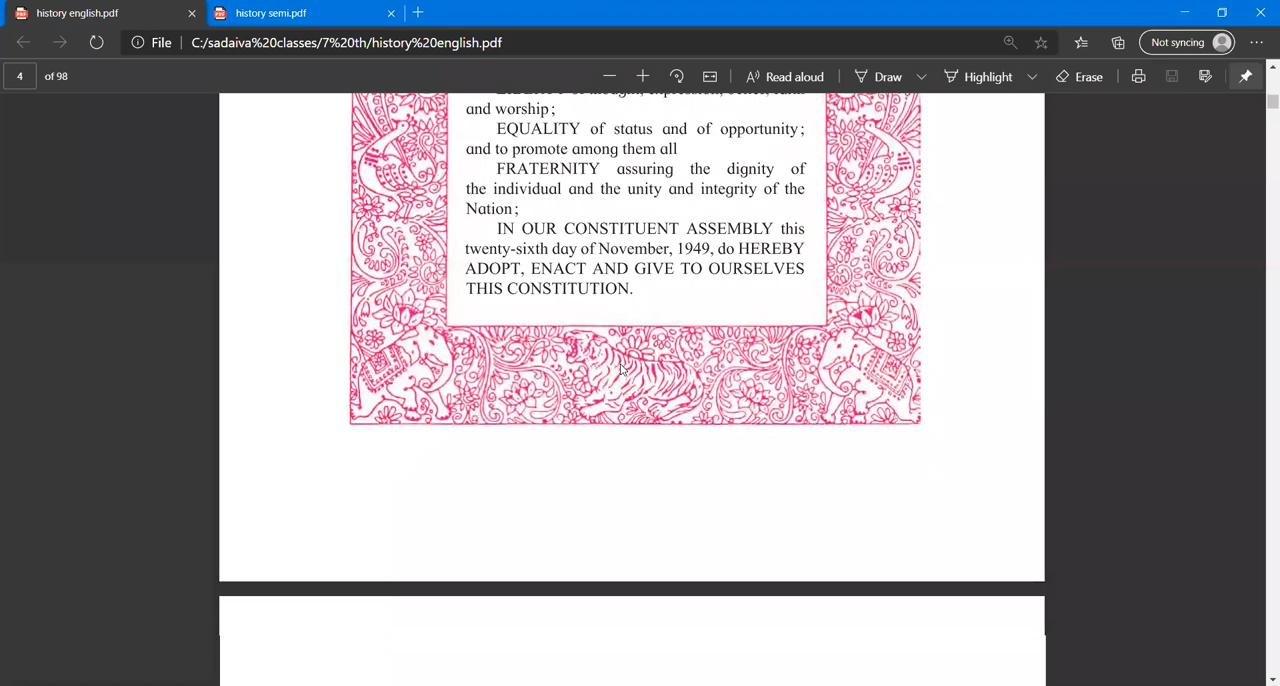 history english.pdf
history semi.pdf
File
C:/sadaiva%20classes/7%20th/history%20english.pdf
Not syncing
4 of 98
Read aloud
Draw
Highlight
Erase
and worship;
EQUALITY of status and of opportunity;
and to promote among them all
FRATERNITY assuring the dignity of
the individual and the unity and integrity of the
Nation;
IN OUR CONSTITUENT ASSEMBLY this
twenty-sixth day of November, 1949, do HEREBY
ADOPT, ENACT AND GIVE TO OURSELVES
THIS CONSTITUTION.